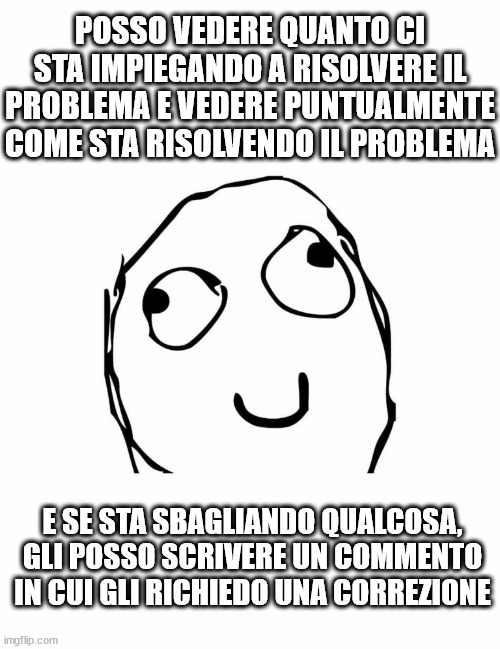 POSSO VEDERE QUANTO CI
STA IMPIEGANDO A RISOLVERE IL
PROBLEMA E VEDERE PUNTUALMENTE
COME STA RISOLVENDO IL PROBLEMA
E SE STA SBAGLIANDO QUALCOSA,
GLI POSSO SCRIVERE UN COMMENTO
IN CUI GLI RICHIEDO UNA CORREZIONE
imgflip.com